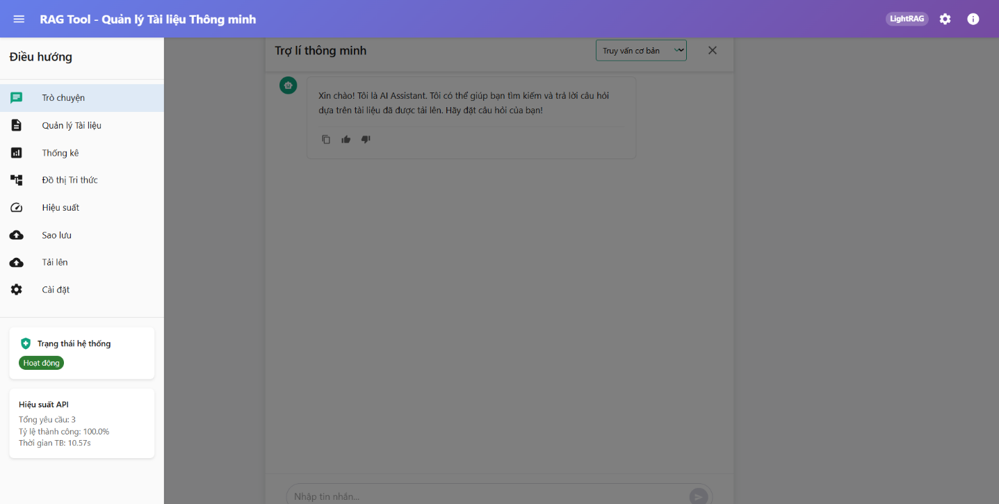 RAG Tool - Quản lý Tài liệu Thông minh
LightRAG
Điều hướng
Trò chuyện
Quản lý Tài liệu
Thống kê
Đồ thị Tri thức
Hiệu suất
Sao lưu
Tải lên
Cài đặt
Trạng thái hệ thống
Hoạt động
Hiệu suất API
Tổng yêu cầu: 3
Tỷ lệ thành công: 100.0%
Thời gian TB: 10.57s
Trợ lí thông minh
Truy vấn cơ bản
Xin chào! Tôi là AI Assistant. Tôi có thể giúp bạn tìm kiếm và trả lời câu hỏi
dựa trên tài liệu đã được tải lên. Hãy đặt câu hỏi của bạn!
Nhập tin nhắn...